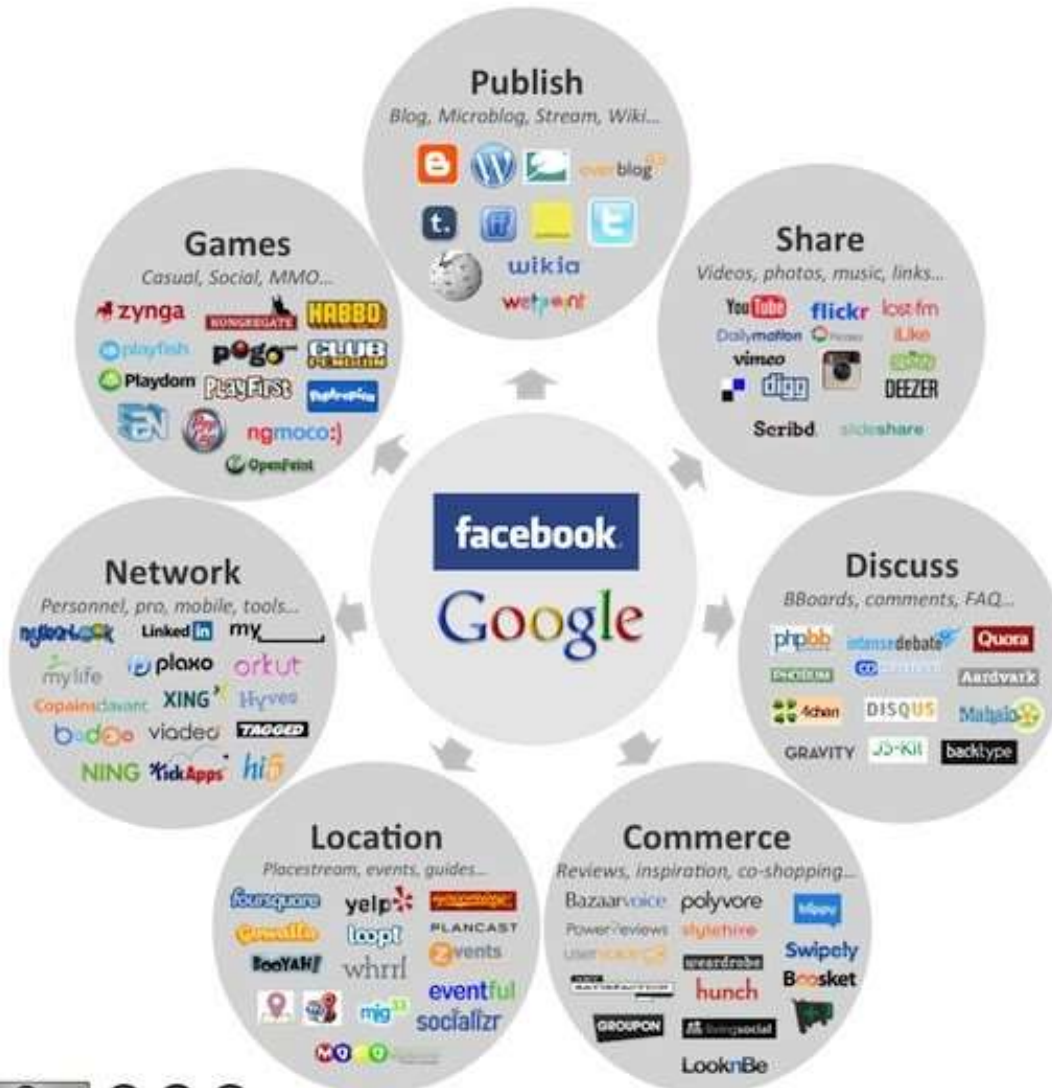 Publish
Blog, Microblog, Stream, Wiki...
overblog
t.
wikia
wetpaint
Games
Casual, Social, MMO...
zynga
KONGREGATE
HABBO
playfish
pogo
CLUB PENGUIN
Playdom
PLAYFIRST
Poptropica
ngmoco:)
OpenFeint
Share
Videos, photos, music, links...
YouTube
flickr
last·fm
Dailymotion
iLike
vimeo
digg
DEEZER
Scribd.
slideshare
facebook
Google
Network
Personnel, pro, mobile, tools...
LinkedIn
my
mylife
plaxo
orkut
Copainsdavant
XING
Hyves
badoo
viadeo
TAGGED
NING
KickApps
hi5
Discuss
BBoards, comments, FAQ...
phpbb
intensedebate
Quora
PHORUM
Aardvark
4chan
DISQUS
Mahalo
GRAVITY
JS-Kit
backtype
Location
Placestream, events, guides...
foursquare
yelp
Gowalla
loopt
PLANCAST
BOOYAH!
whrrl
Zvents
eventful
mig33
socializr
Commerce
Reviews, inspiration, co-shopping...
Bazaarvoice
polyvore
blippy
PowerReviews
stylehive
Swipely
uservoice
weardrobe
Boosket
hunch
GROUPON
livingsocial
LooknBe